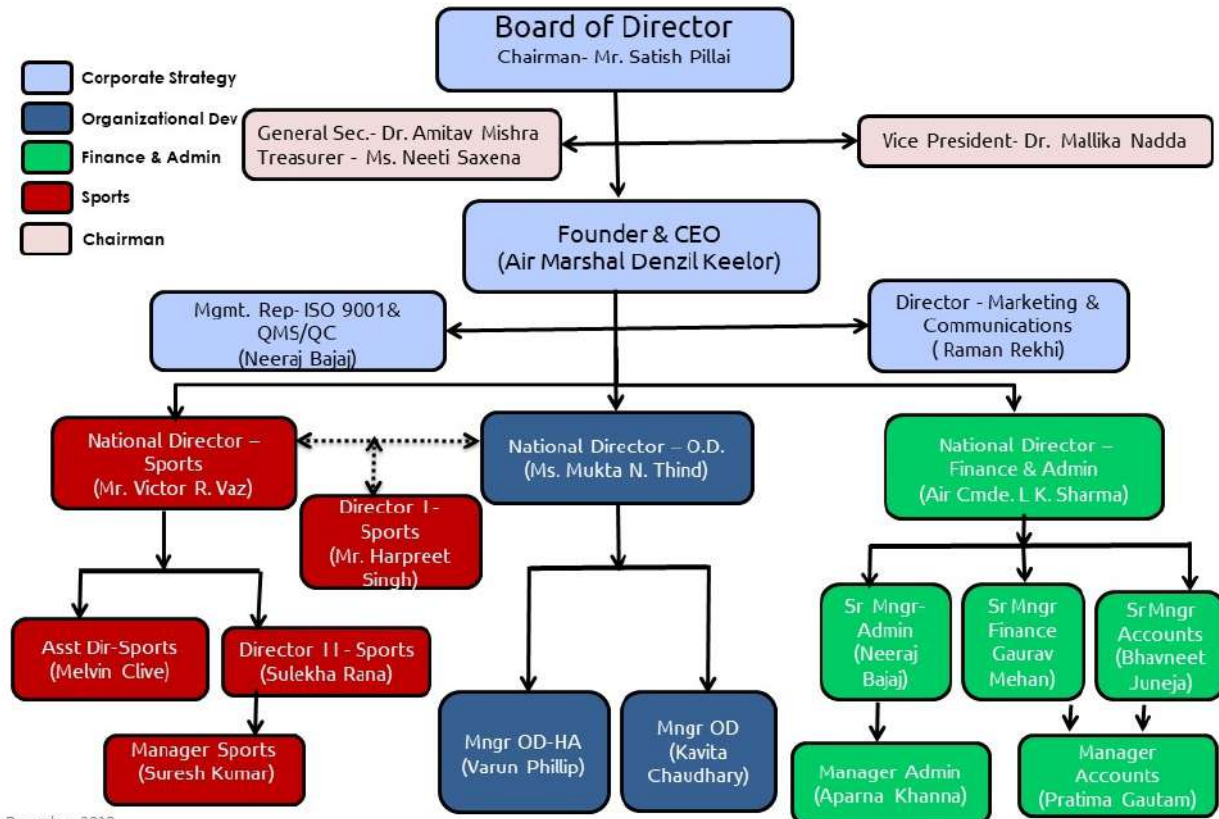 Board of Director
Chairman- Mr. Satish Pillai
Corporate Strategy
Organizational Dev
Finance & Admin
Sports
Chairman
General Sec.- Dr. Amitav Mishra
Treasurer - Ms. Neeti Saxena
Vice President- Dr. Mallika Nadda
Founder & CEO
(Air Marshal Denzil Keelor)
Mgmt. Rep- ISO 9001&
QMS/QC
(Neeraj Bajaj)
Director - Marketing &
Communications
( Raman Rekhi)
National Director –
Sports
(Mr. Victor R. Vaz)
Director I -
Sports
(Mr. Harpreet
Singh)
National Director – O.D.
(Ms. Mukta N. Thind)
National Director –
Finance & Admin
(Air Cmde. L K. Sharma)
Asst Dir-Sports
(Melvin Clive)
Director II - Sports
(Sulekha Rana)
Manager Sports
(Suresh Kumar)
Mngr OD-HA
(Varun Phillip)
Mngr OD
(Kavita
Chaudhary)
Sr Mngr-
Admin
(Neeraj
Bajaj)
Sr Mngr
Finance
Gaurav
Mehan)
Sr Mngr
Accounts
(Bhavneet
Juneja)
Manager Admin
(Aparna Khanna)
Manager
Accounts
(Pratima Gautam)